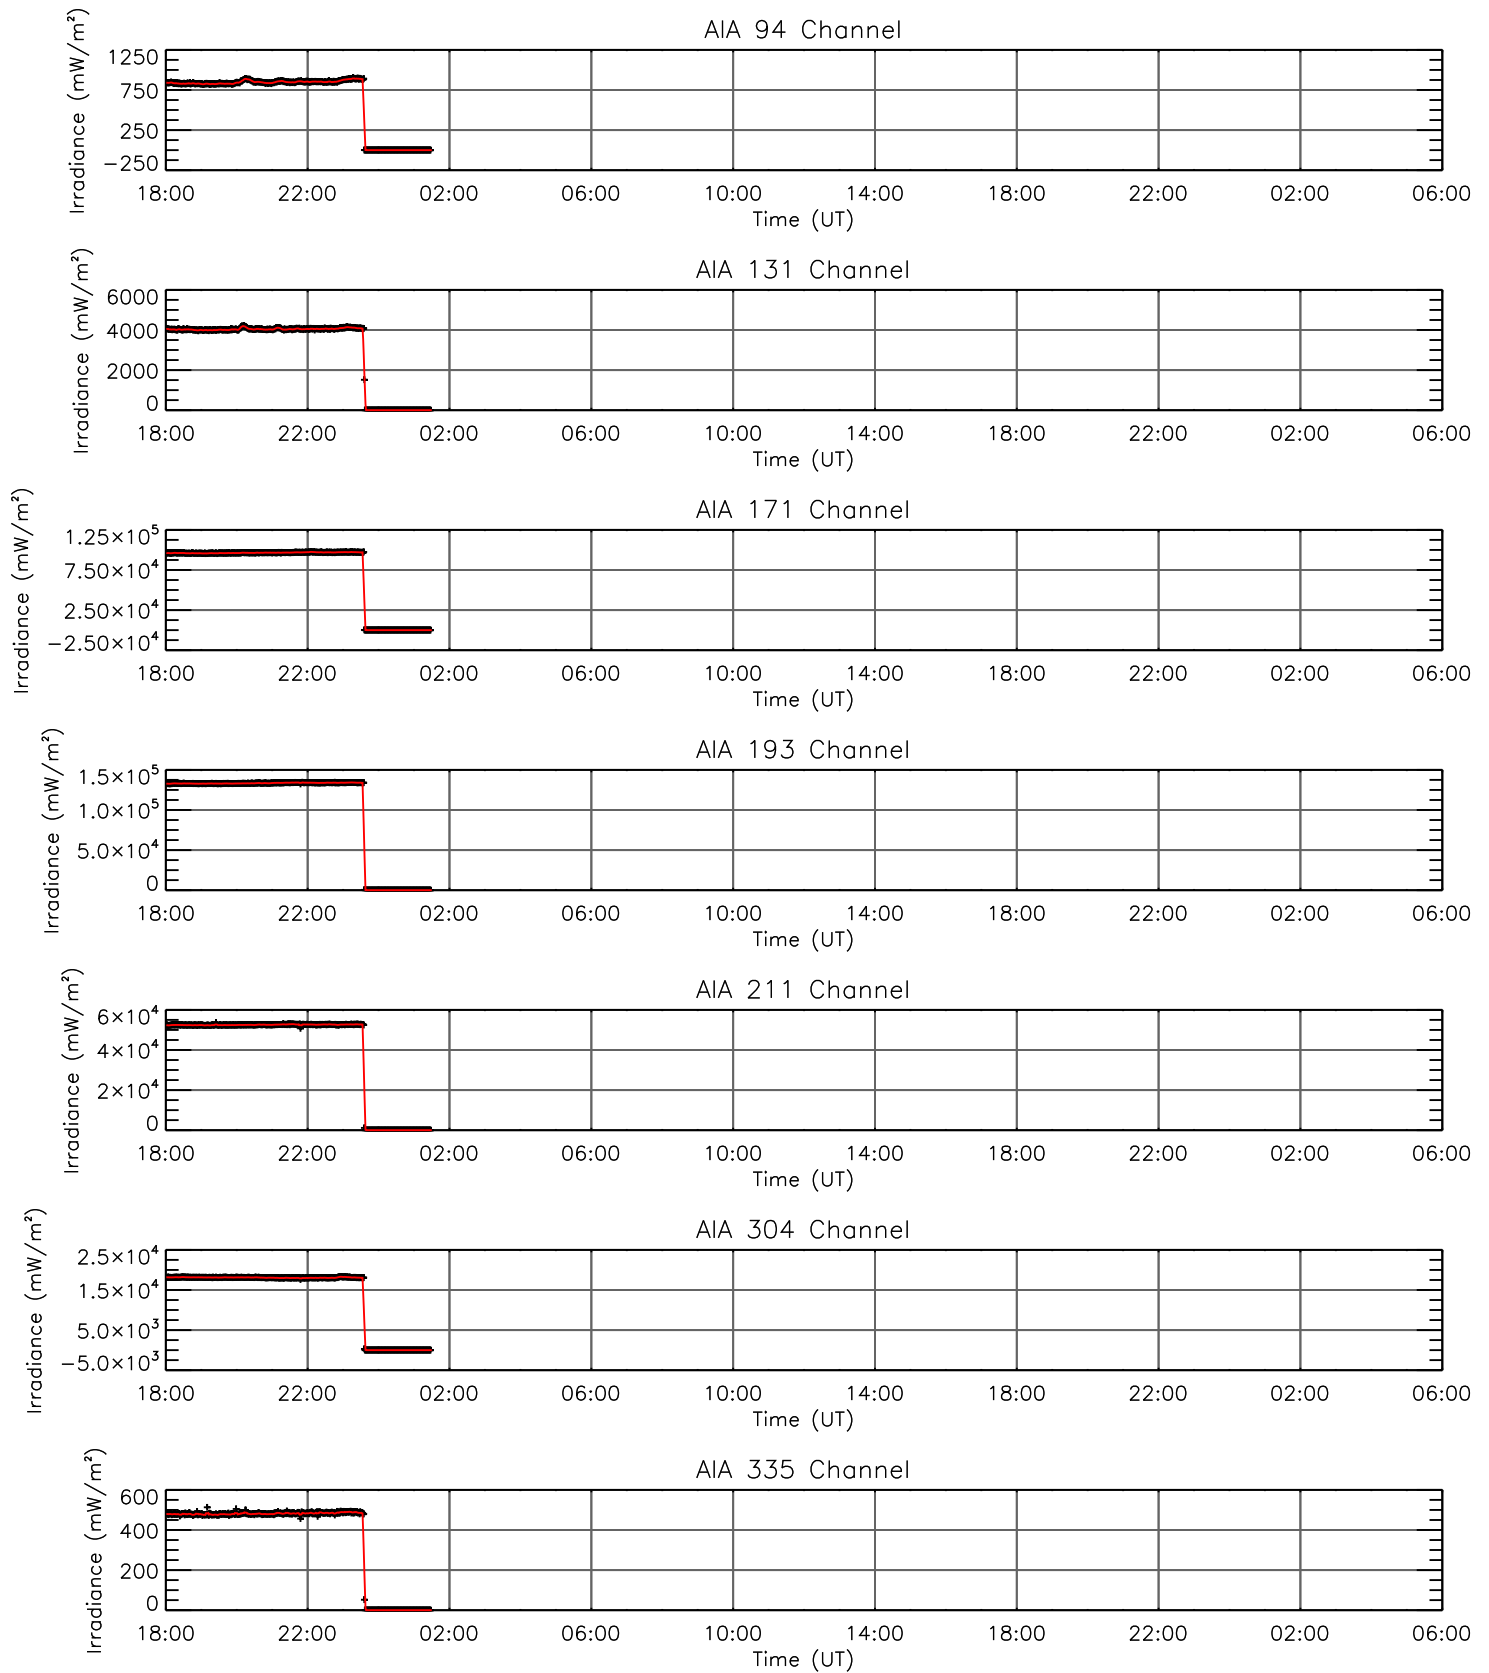 AIA 94 Channel
Irradiance (mW/m²)
1250
750
250
−250
18:00 22:00 02:00 06:00 10:00 14:00 18:00 22:00 02:00 06:00
Time (UT)
AIA 131 Channel
Irradiance (mW/m²)
6000
4000
2000
0
18:00 22:00 02:00 06:00 10:00 14:00 18:00 22:00 02:00 06:00
Time (UT)
AIA 171 Channel
Irradiance (mW/m²)
1.25×10⁵
7.50×10⁴
2.50×10⁴
−2.50×10⁴
18:00 22:00 02:00 06:00 10:00 14:00 18:00 22:00 02:00 06:00
Time (UT)
AIA 193 Channel
Irradiance (mW/m²)
1.5×10⁵
1.0×10⁵
5.0×10⁴
0
18:00 22:00 02:00 06:00 10:00 14:00 18:00 22:00 02:00 06:00
Time (UT)
AIA 211 Channel
Irradiance (mW/m²)
6×10⁴
4×10⁴
2×10⁴
0
18:00 22:00 02:00 06:00 10:00 14:00 18:00 22:00 02:00 06:00
Time (UT)
AIA 304 Channel
Irradiance (mW/m²)
2.5×10⁴
1.5×10⁴
5.0×10³
−5.0×10³
18:00 22:00 02:00 06:00 10:00 14:00 18:00 22:00 02:00 06:00
Time (UT)
AIA 335 Channel
Irradiance (mW/m²)
600
400
200
0
18:00 22:00 02:00 06:00 10:00 14:00 18:00 22:00 02:00 06:00
Time (UT)